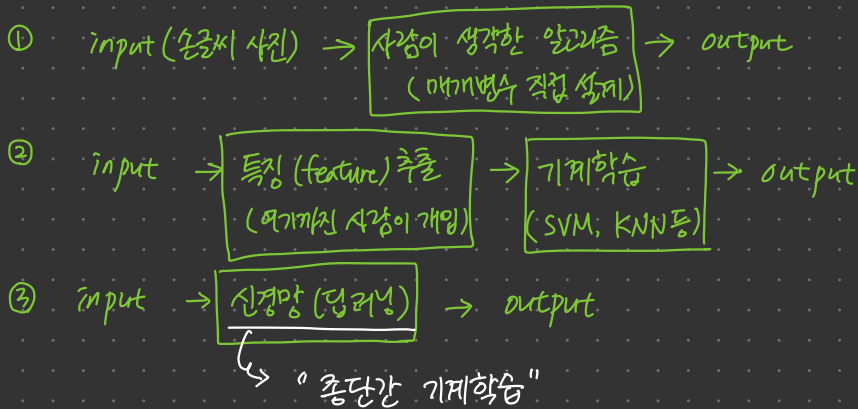 ① input (손글씨 사진) → 사람이 생각한 알고리즘 → output
(매개변수 직접 설계)
② input → 특징 (feature) 추출 → 기계학습 → output
(여기까진 사람이 개입) (SVM, KNN 등)
③ input → 신경망 (딥러닝) → output
"종단간 기계학습"